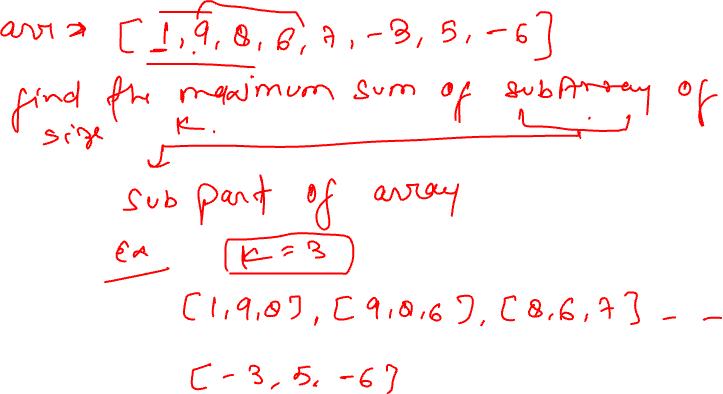 arr → [1, 9, 8, 6, 7, -3, 5, -6]
find the maximum sum of subArray of
size K.
sub part of array
ex K = 3
[1, 9, 8], [9, 8, 6], [8, 6, 7] - -
[-3, 5, -6]